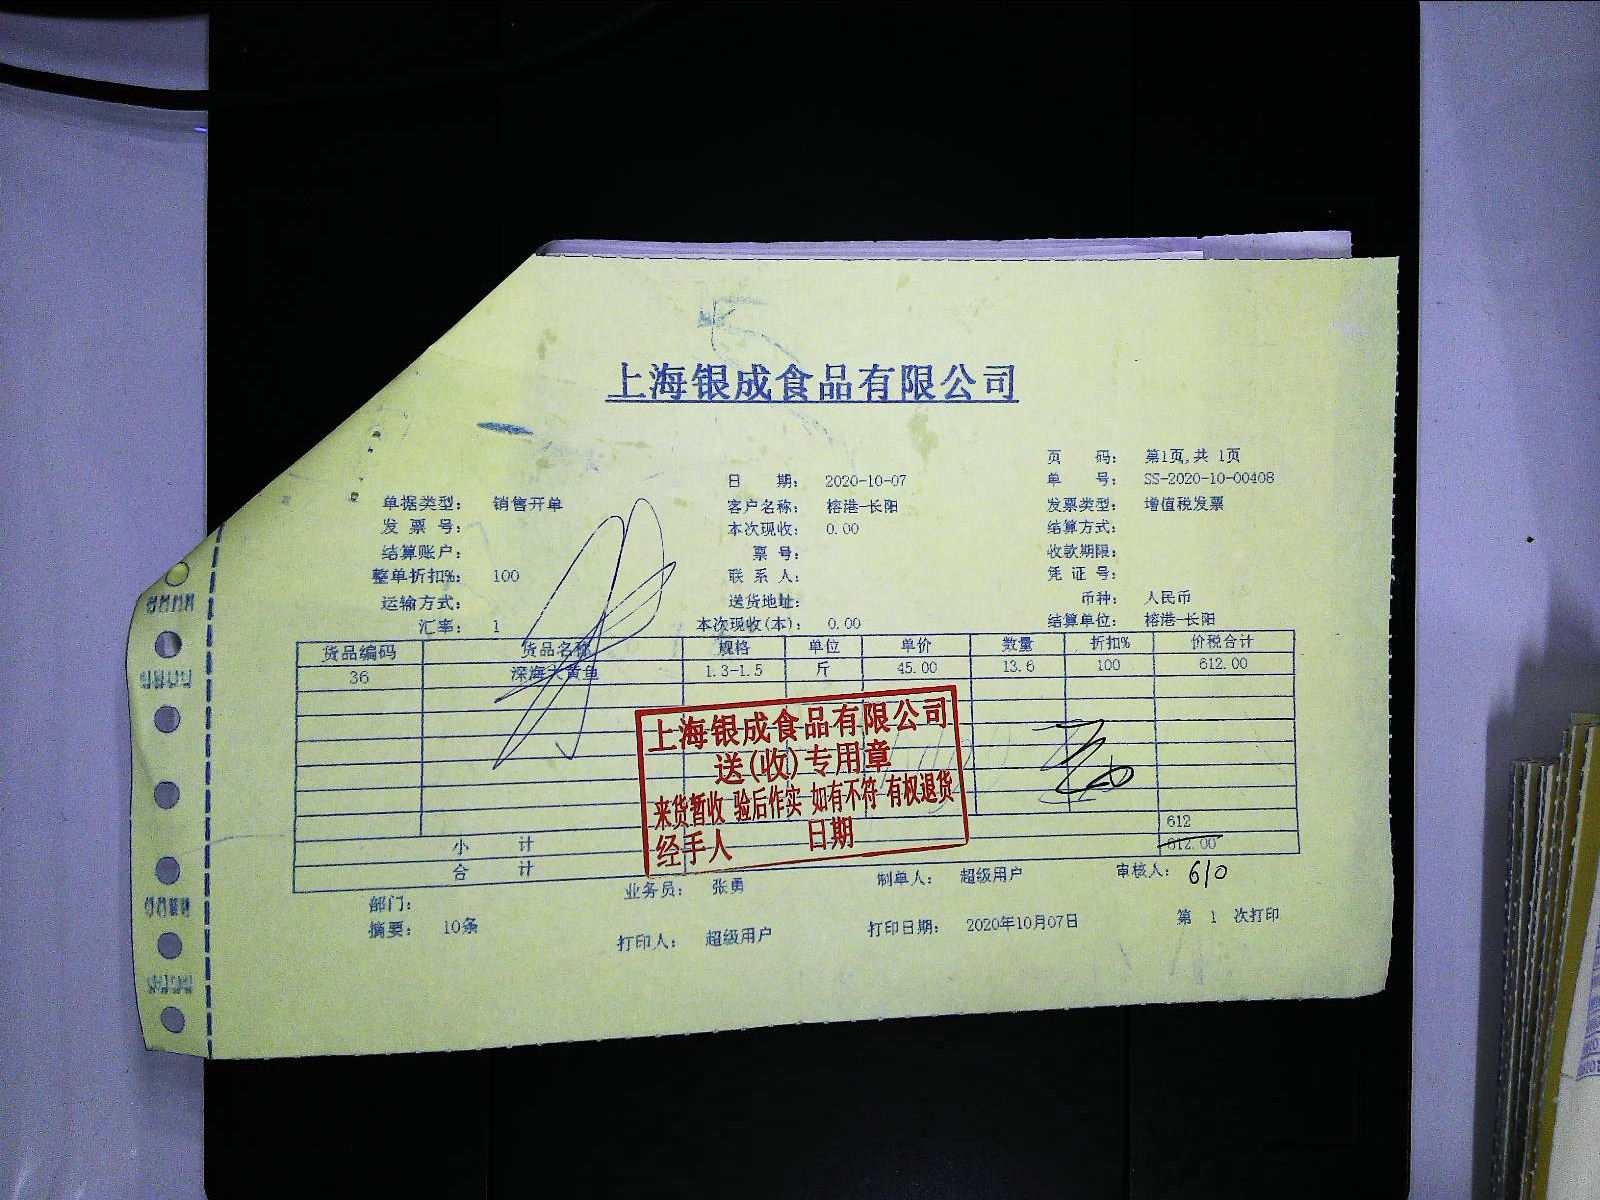 上海银成食品有限公司
页 码： 第1页,共 1页
日 期： 2020-10-07 单 号： SS-2020-10-00408
单据类型： 销售开单 客户名称： 榕港-长阳 发票类型： 增值税发票
发 票 号： 本次现收： 0.00 结算方式：
结算账户： 票 号： 收款期限：
整单折扣%： 100 联 系 人： 凭 证 号：
运输方式： 送货地址： 币种： 人民币
汇率： 1 本次现收(本)： 0.00 结算单位： 榕港-长阳
货品编码 货品名称 规格 单位 单价 数量 折扣% 价税合计
36 深海大黄鱼 1.3-1.5 斤 45.00 13.6 100 612.00
上海银成食品有限公司
送(收)专用章
来货暂收 验后作实 如有不符 有权退货
经手人 日期
小 计 612
合 计 612.00
业务员： 张勇 制单人： 超级用户 审核人： 610
部门：
摘要： 10条 打印人： 超级用户 打印日期： 2020年10月07日 第 1 次打印